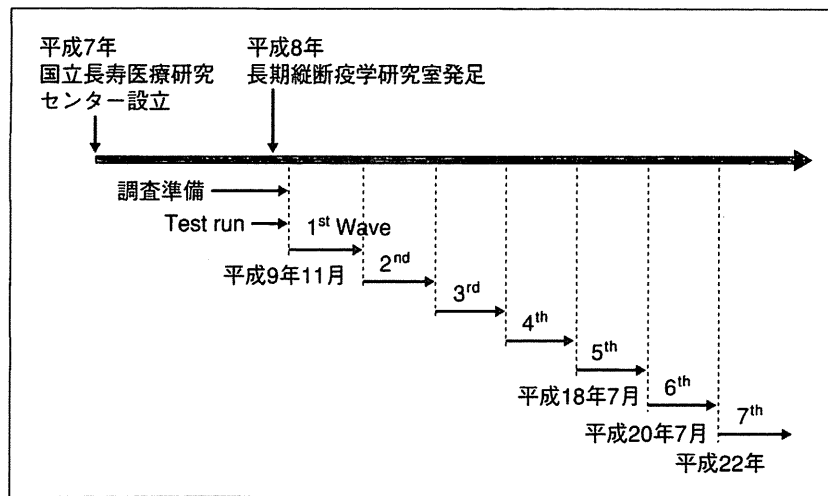 平成7年
国立長寿医療研究
センター設立
平成8年
長期縦断疫学研究室発足
調査準備
Test run
1st Wave
平成9年11月
2nd
3rd
4th
5th
平成18年7月
6th
平成20年7月
7th
平成22年